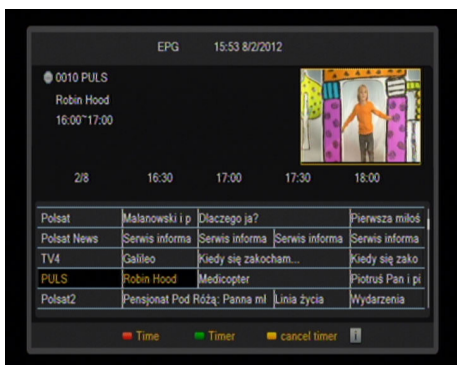 EPG 15:53 8/2/2012
0010 PULS
Robin Hood
16:00~17:00
2/8 16:30 17:00 17:30 18:00
Polsat Malanowski i p Dlaczego ja? Pierwsza miloś
Polsat News Serwis informa Serwis informa Serwis informa Serwis informa
TV4 Galileo Kiedy się zakocham... Kiedy się zako
PULS Robin Hood Medicopter Piotruś Pan i pi
Polsat2 Pensjonat Pod Różą: Panna mł Linia życia Wydarzenia
Time Timer cancel timer i